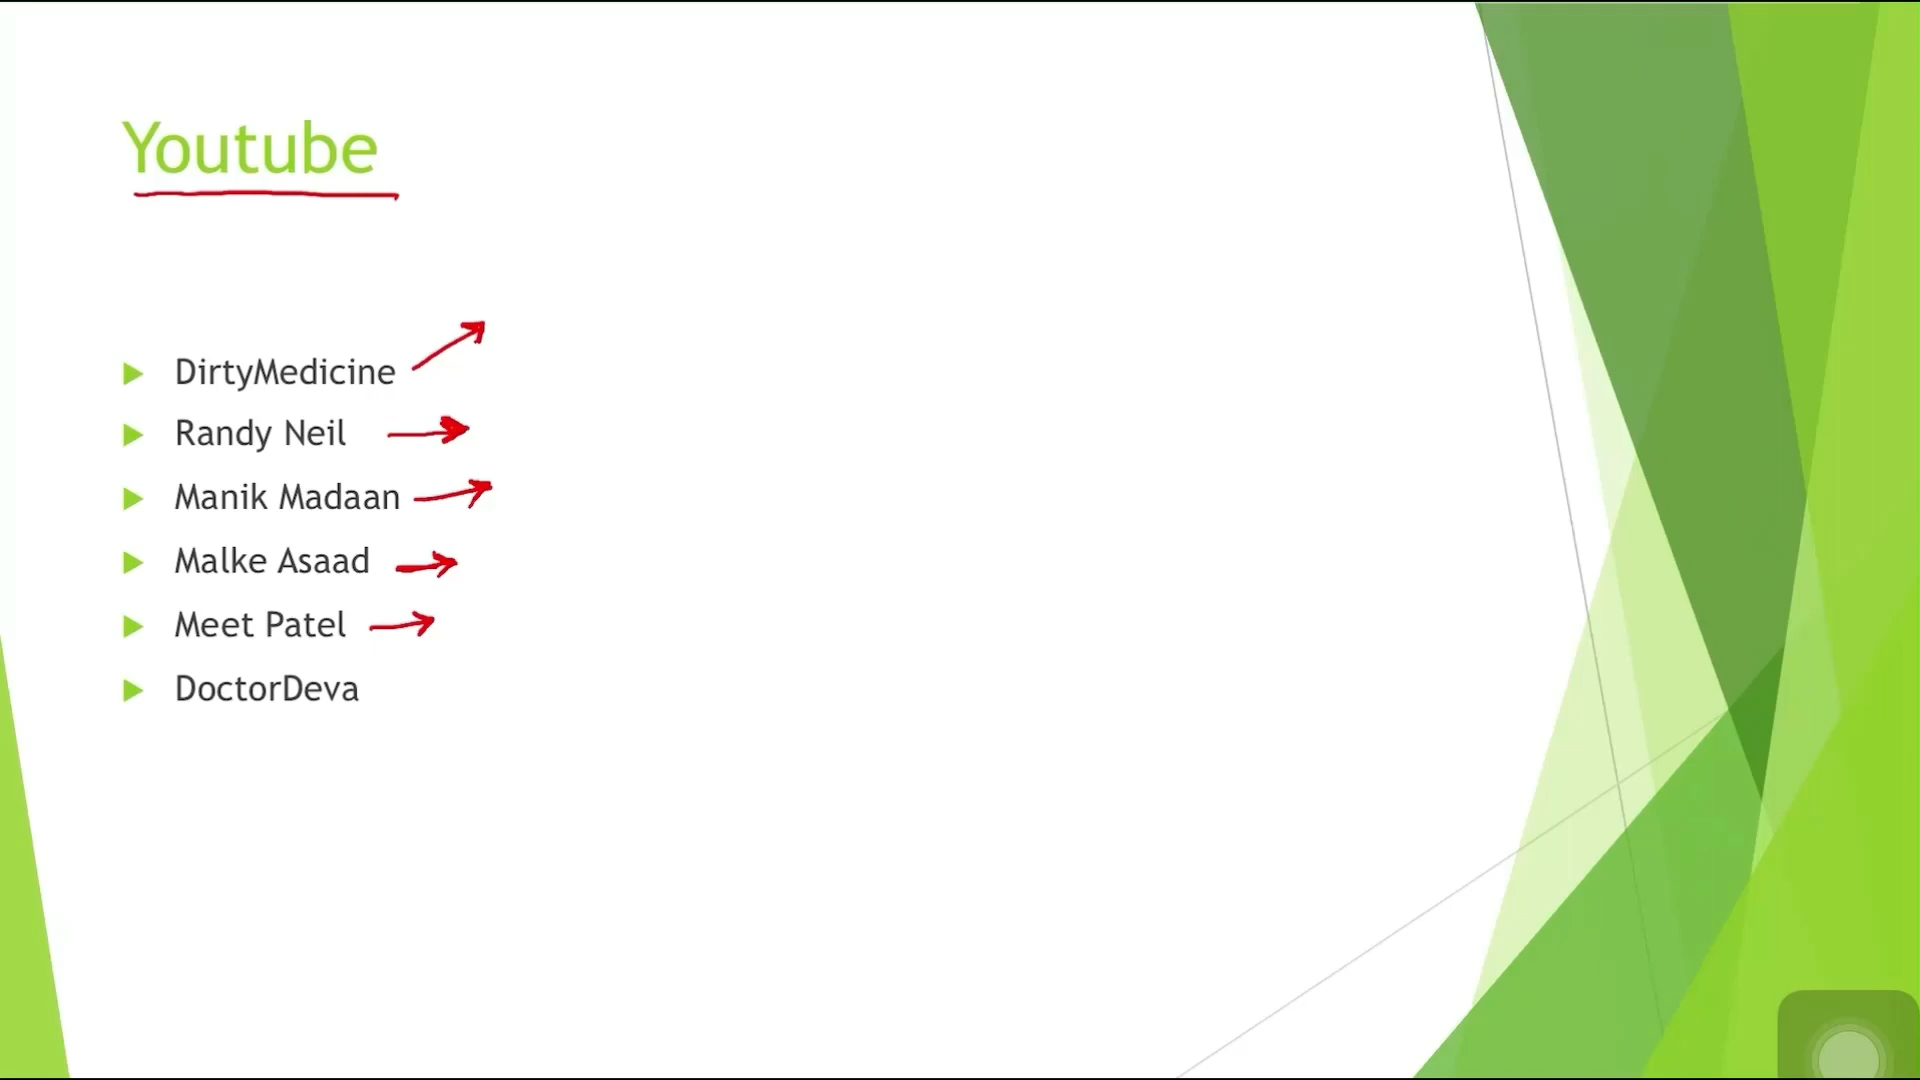 Youtube
DirtyMedicine
Randy Neil
Manik Madaan
Malke Asaad
Meet Patel
DoctorDeva